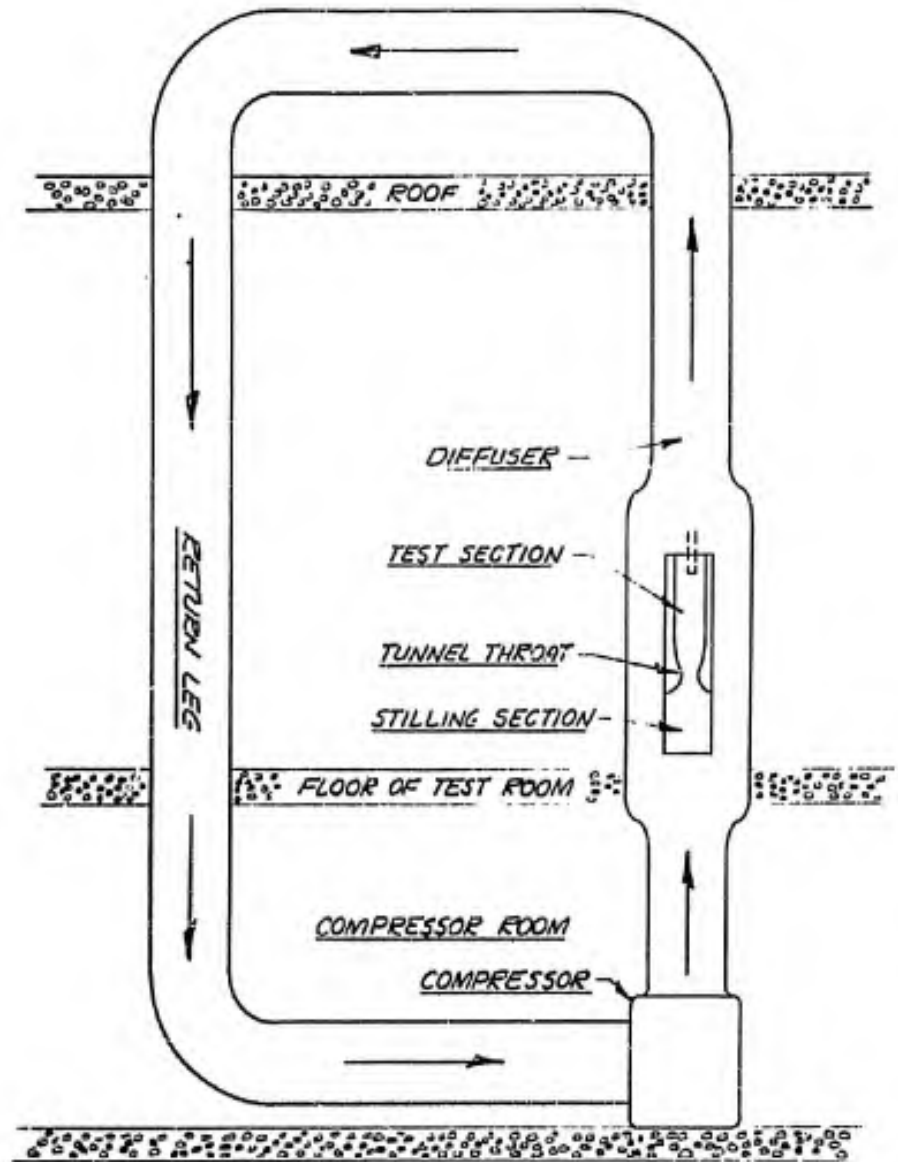 ROOF
DIFFUSER
TEST SECTION
RETURN LEG
TUNNEL THROAT
STILLING SECTION
FLOOR OF TEST ROOM
COMPRESSOR ROOM
COMPRESSOR